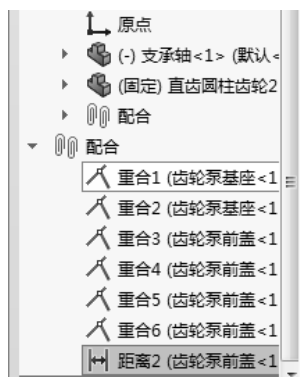 原点
(-) 支承轴<1> (默认<
(固定) 直齿圆柱齿轮2
配合
配合
重合1 (齿轮泵基座<1
重合2 (齿轮泵基座<1
重合3 (齿轮泵前盖<1
重合4 (齿轮泵前盖<1
重合5 (齿轮泵前盖<1
重合6 (齿轮泵前盖<1
距离2 (齿轮泵前盖<1